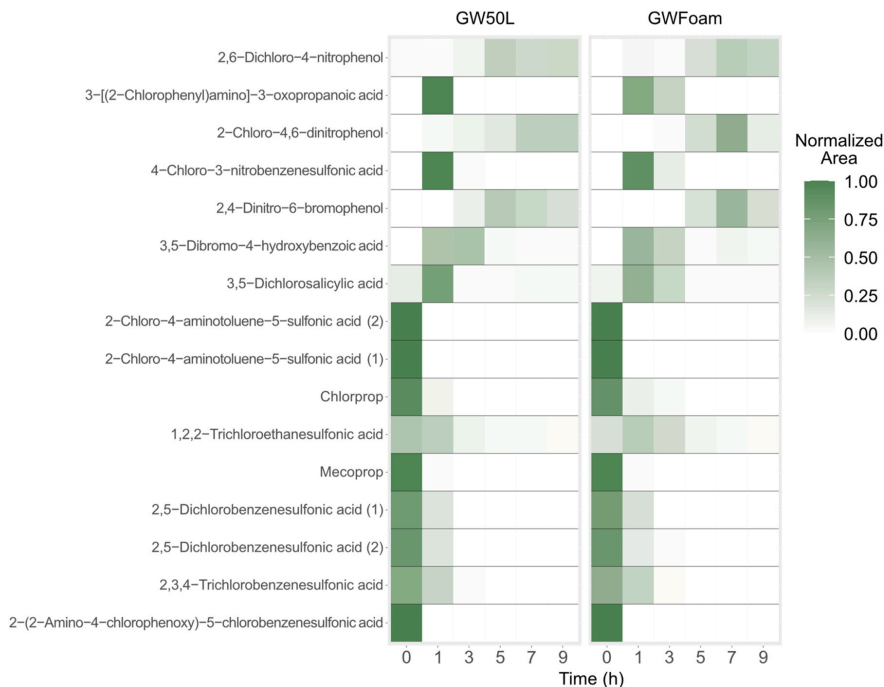 GW50L GWFoam
2,6−Dichloro−4−nitrophenol
3−[(2−Chlorophenyl)amino]−3−oxopropanoic acid
2−Chloro−4,6−dinitrophenol
4−Chloro−3−nitrobenzenesulfonic acid
2,4−Dinitro−6−bromophenol
3,5−Dibromo−4−hydroxybenzoic acid
3,5−Dichlorosalicylic acid
2−Chloro−4−aminotoluene−5−sulfonic acid (2)
2−Chloro−4−aminotoluene−5−sulfonic acid (1)
Chlorprop
1,2,2−Trichloroethanesulfonic acid
Mecoprop
2,5−Dichlorobenzenesulfonic acid (1)
2,5−Dichlorobenzenesulfonic acid (2)
2,3,4−Trichlorobenzenesulfonic acid
2−(2−Amino−4−chlorophenoxy)−5−chlorobenzenesulfonic acid
0 1 3 5 7 9 0 1 3 5 7 9
Time (h)
Normalized
Area
1.00
0.75
0.50
0.25
0.00